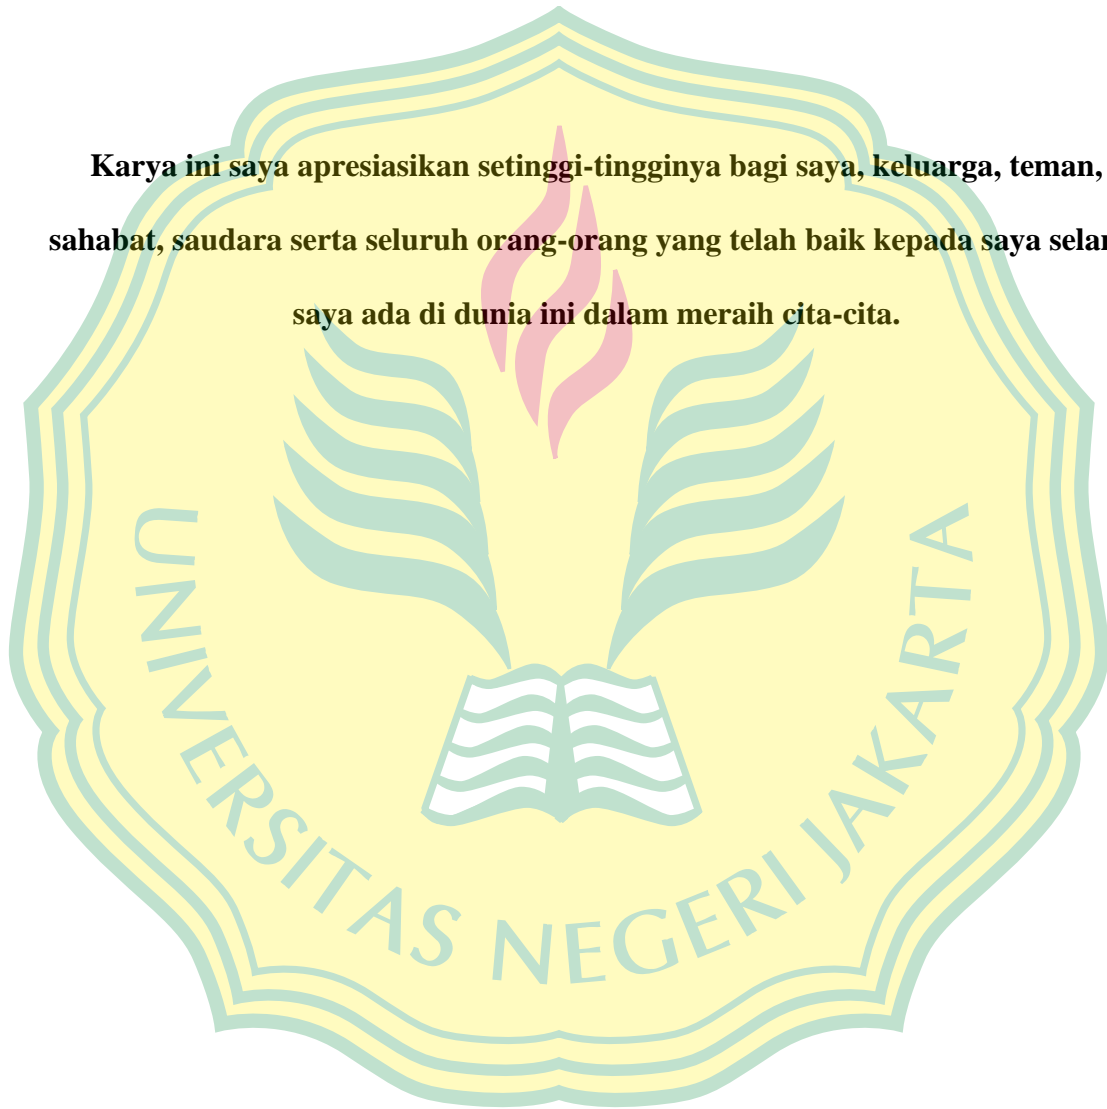 Karya ini saya apresiasikan setinggi-tingginya bagi saya, keluarga, teman,
sahabat, saudara serta seluruh orang-orang yang telah baik kepada saya
saya ada di dunia ini dalam meraih cita-cita.
UNIVERSITAS NEGERI JAKARTA